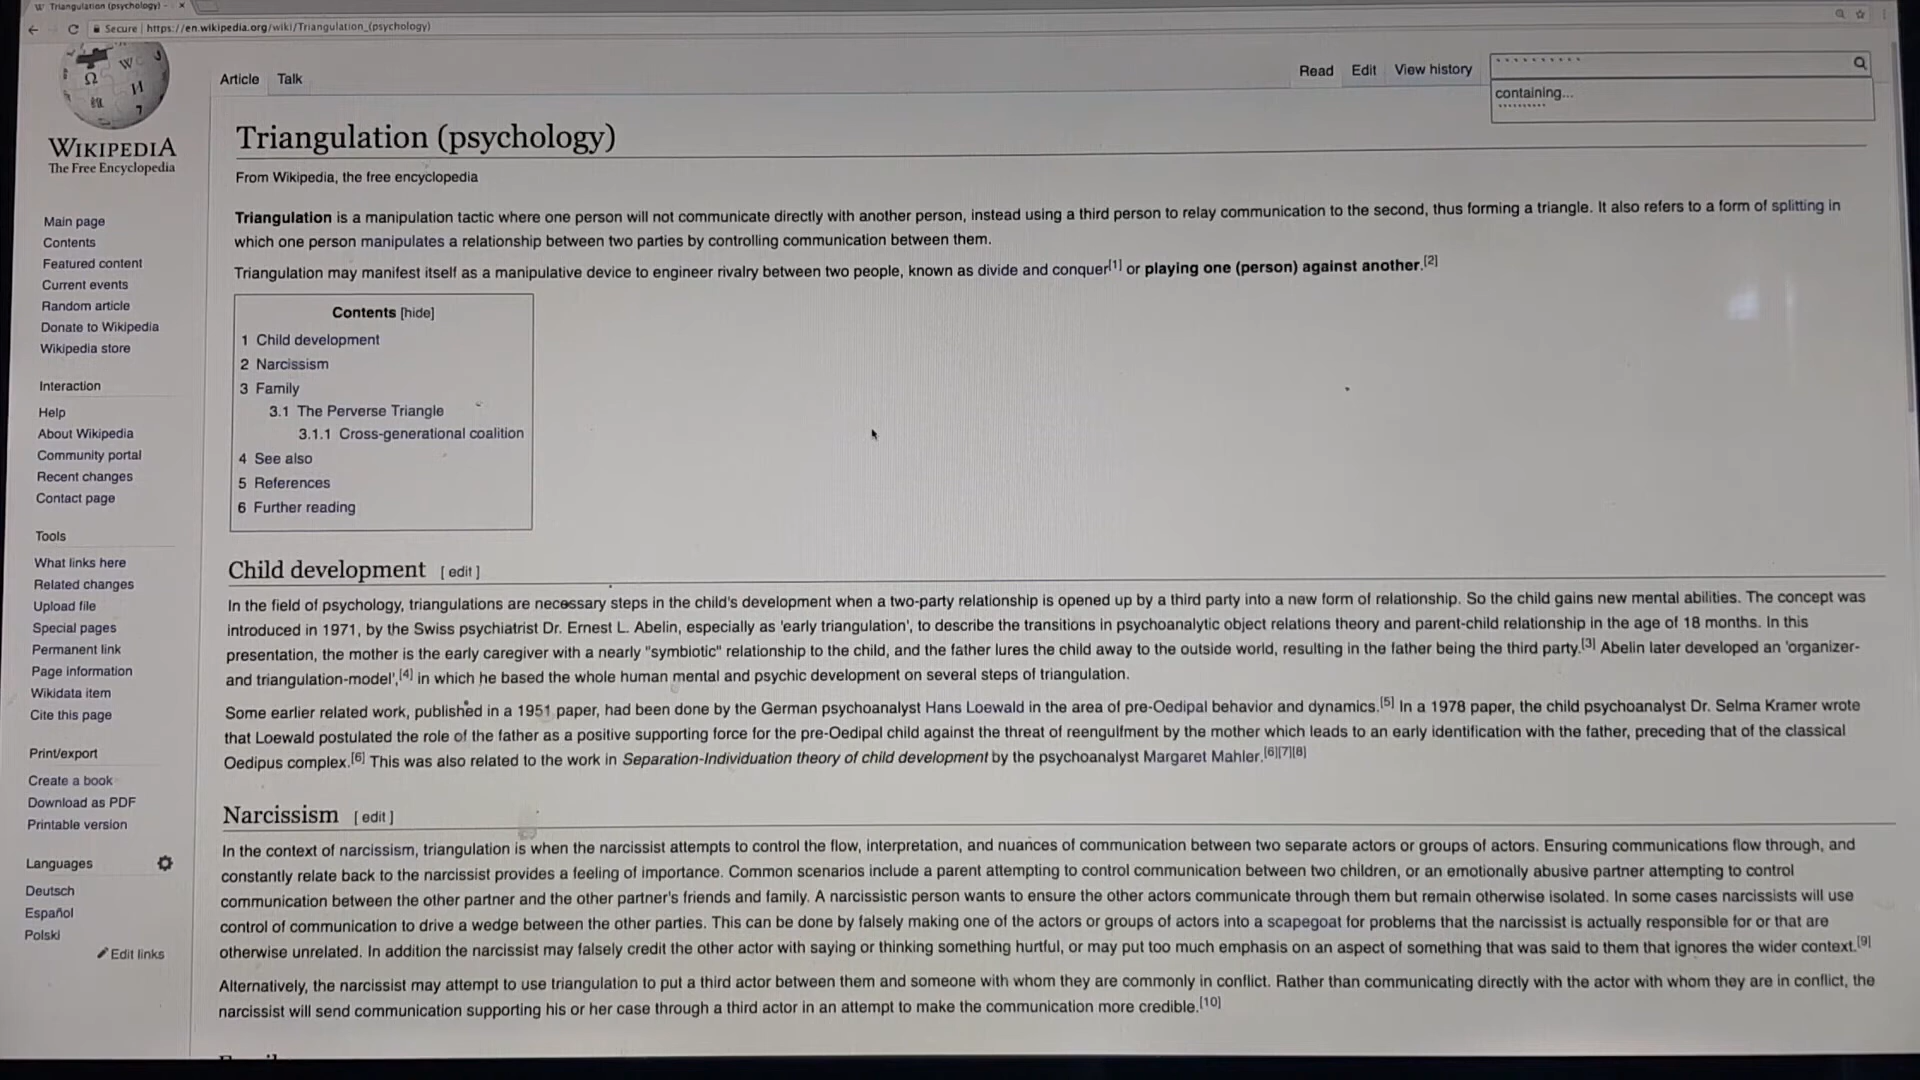 Triangulation (psychology) -
Secure | https://en.wikipedia.org/wiki/Triangulation_(psychology)
WIKIPEDIA
The Free Encyclopedia
Main page
Contents
Featured content
Current events
Random article
Donate to Wikipedia
Wikipedia store
Interaction
Help
About Wikipedia
Community portal
Recent changes
Contact page
Tools
What links here
Related changes
Upload file
Special pages
Permanent link
Page information
Wikidata item
Cite this page
Print/export
Create a book
Download as PDF
Printable version
Languages
Deutsch
Español
Polski
Edit links
Article Talk
Read Edit View history
containing...
Triangulation (psychology)
From Wikipedia, the free encyclopedia
Triangulation is a manipulation tactic where one person will not communicate directly with another person, instead using a third person to relay communication to the second, thus forming a triangle. It also refers to a form of splitting in
which one person manipulates a relationship between two parties by controlling communication between them.
Triangulation may manifest itself as a manipulative device to engineer rivalry between two people, known as divide and conquer[1] or playing one (person) against another.[2]
Contents [hide]
1 Child development
2 Narcissism
3 Family
3.1 The Perverse Triangle
3.1.1 Cross-generational coalition
4 See also
5 References
6 Further reading
Child development [ edit ]
In the field of psychology, triangulations are necessary steps in the child's development when a two-party relationship is opened up by a third party into a new form of relationship. So the child gains new mental abilities. The concept was
introduced in 1971, by the Swiss psychiatrist Dr. Ernest L. Abelin, especially as 'early triangulation', to describe the transitions in psychoanalytic object relations theory and parent-child relationship in the age of 18 months. In this
presentation, the mother is the early caregiver with a nearly "symbiotic" relationship to the child, and the father lures the child away to the outside world, resulting in the father being the third party.[3] Abelin later developed an 'organizer-
and triangulation-model',[4] in which he based the whole human mental and psychic development on several steps of triangulation.
Some earlier related work, published in a 1951 paper, had been done by the German psychoanalyst Hans Loewald in the area of pre-Oedipal behavior and dynamics.[5] In a 1978 paper, the child psychoanalyst Dr. Selma Kramer wrote
that Loewald postulated the role of the father as a positive supporting force for the pre-Oedipal child against the threat of reengulfment by the mother which leads to an early identification with the father, preceding that of the classical
Oedipus complex.[6] This was also related to the work in Separation-Individuation theory of child development by the psychoanalyst Margaret Mahler.[6][7][8]
Narcissism [ edit ]
In the context of narcissism, triangulation is when the narcissist attempts to control the flow, interpretation, and nuances of communication between two separate actors or groups of actors. Ensuring communications flow through, and
constantly relate back to the narcissist provides a feeling of importance. Common scenarios include a parent attempting to control communication between two children, or an emotionally abusive partner attempting to control
communication between the other partner and the other partner's friends and family. A narcissistic person wants to ensure the other actors communicate through them but remain otherwise isolated. In some cases narcissists will use
control of communication to drive a wedge between the other parties. This can be done by falsely making one of the actors or groups of actors into a scapegoat for problems that the narcissist is actually responsible for or that are
otherwise unrelated. In addition the narcissist may falsely credit the other actor with saying or thinking something hurtful, or may put too much emphasis on an aspect of something that was said to them that ignores the wider context.[9]
Alternatively, the narcissist may attempt to use triangulation to put a third actor between them and someone with whom they are commonly in conflict. Rather than communicating directly with the actor with whom they are in conflict, the
narcissist will send communication supporting his or her case through a third actor in an attempt to make the communication more credible.[10]